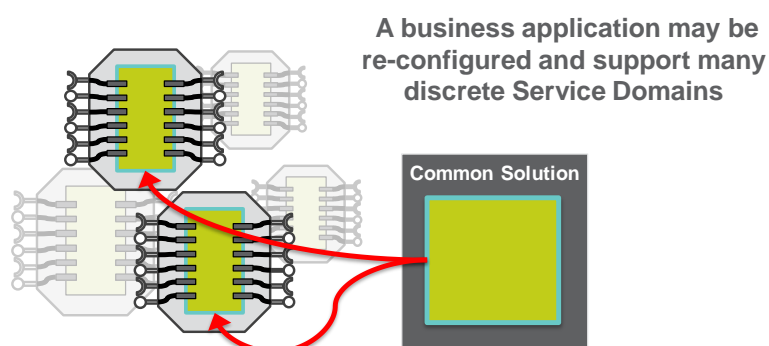 A business application may be
re-configured and support many
discrete Service Domains
Common Solution